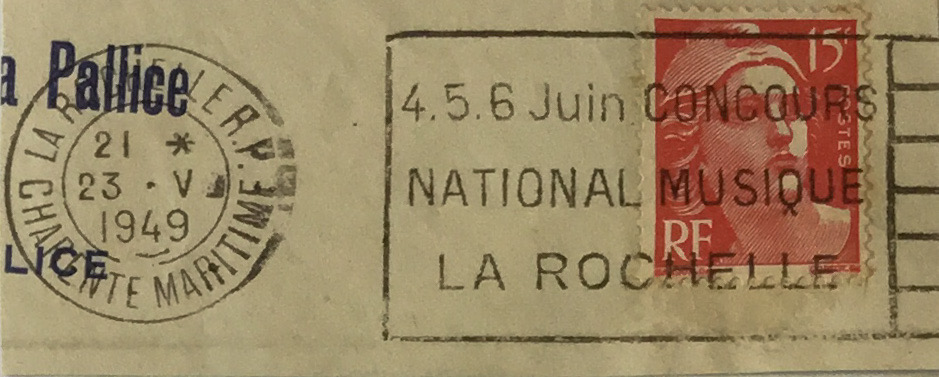 a Pallice
LA ROCHELLE R.P.
21 *
23 · V
1949
CHARENTE MARITIME
LICE
4.5.6 Juin CONCOURS
NATIONAL MUSIQUE
LA ROCHELLE
15F
POSTES
RF